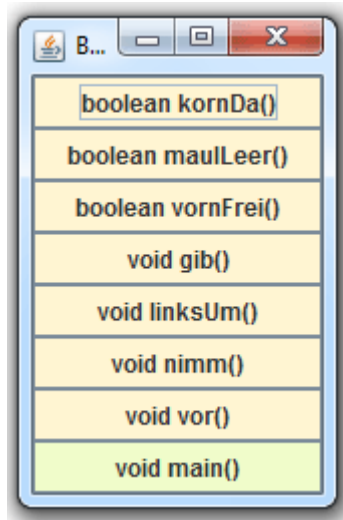 B...
boolean kornDa()
boolean maulLeer()
boolean vornFrei()
void gib()
void linksUm()
void nimm()
void vor()
void main()